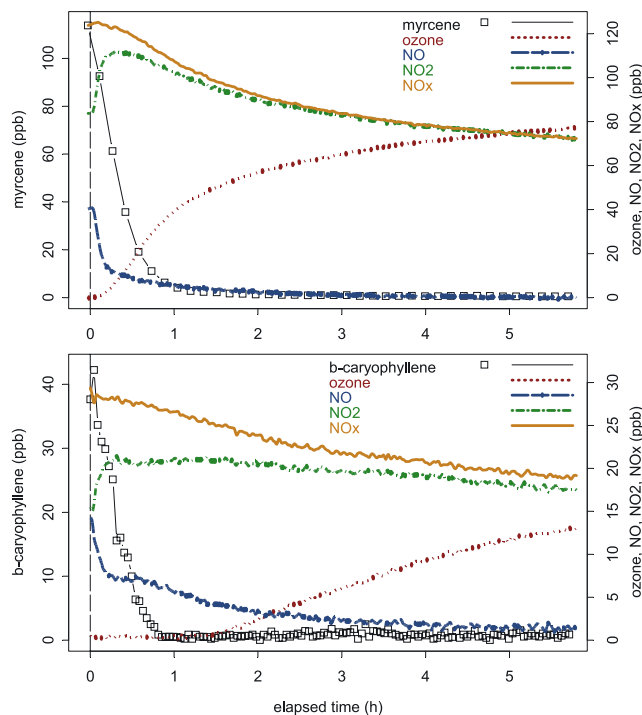 myrcene
ozone
NO
NO2
NOx
myrcene (ppb)
0
20
40
60
80
100
ozone, NO, NO2, NOx (ppb)
0
20
40
60
80
100
120
0 1 2 3 4 5
b-caryophyllene
ozone
NO
NO2
NOx
b-caryophyllene (ppb)
0
10
20
30
40
ozone, NO, NO2, NOx (ppb)
0
5
10
15
20
25
30
0 1 2 3 4 5
elapsed time (h)